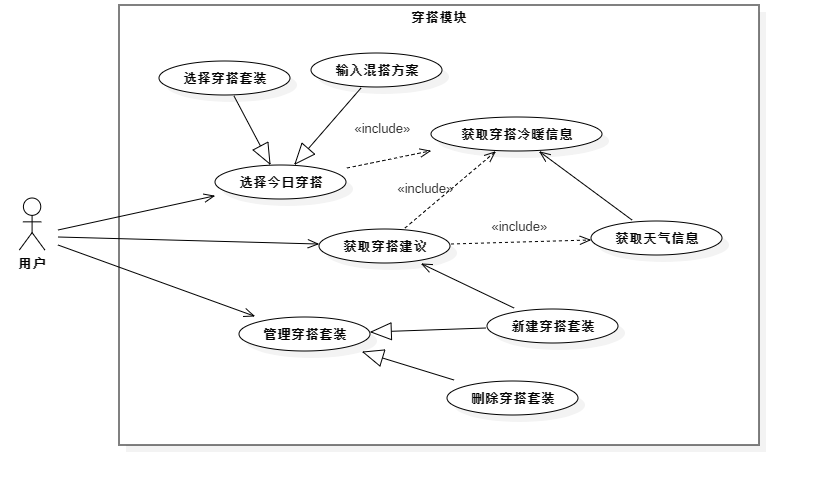 穿搭模块
选择穿搭套装
输入混搭方案
«include»
获取穿搭冷暖信息
选择今日穿搭
«include»
«include»
用户
获取穿搭建议
获取天气信息
管理穿搭套装
新建穿搭套装
删除穿搭套装